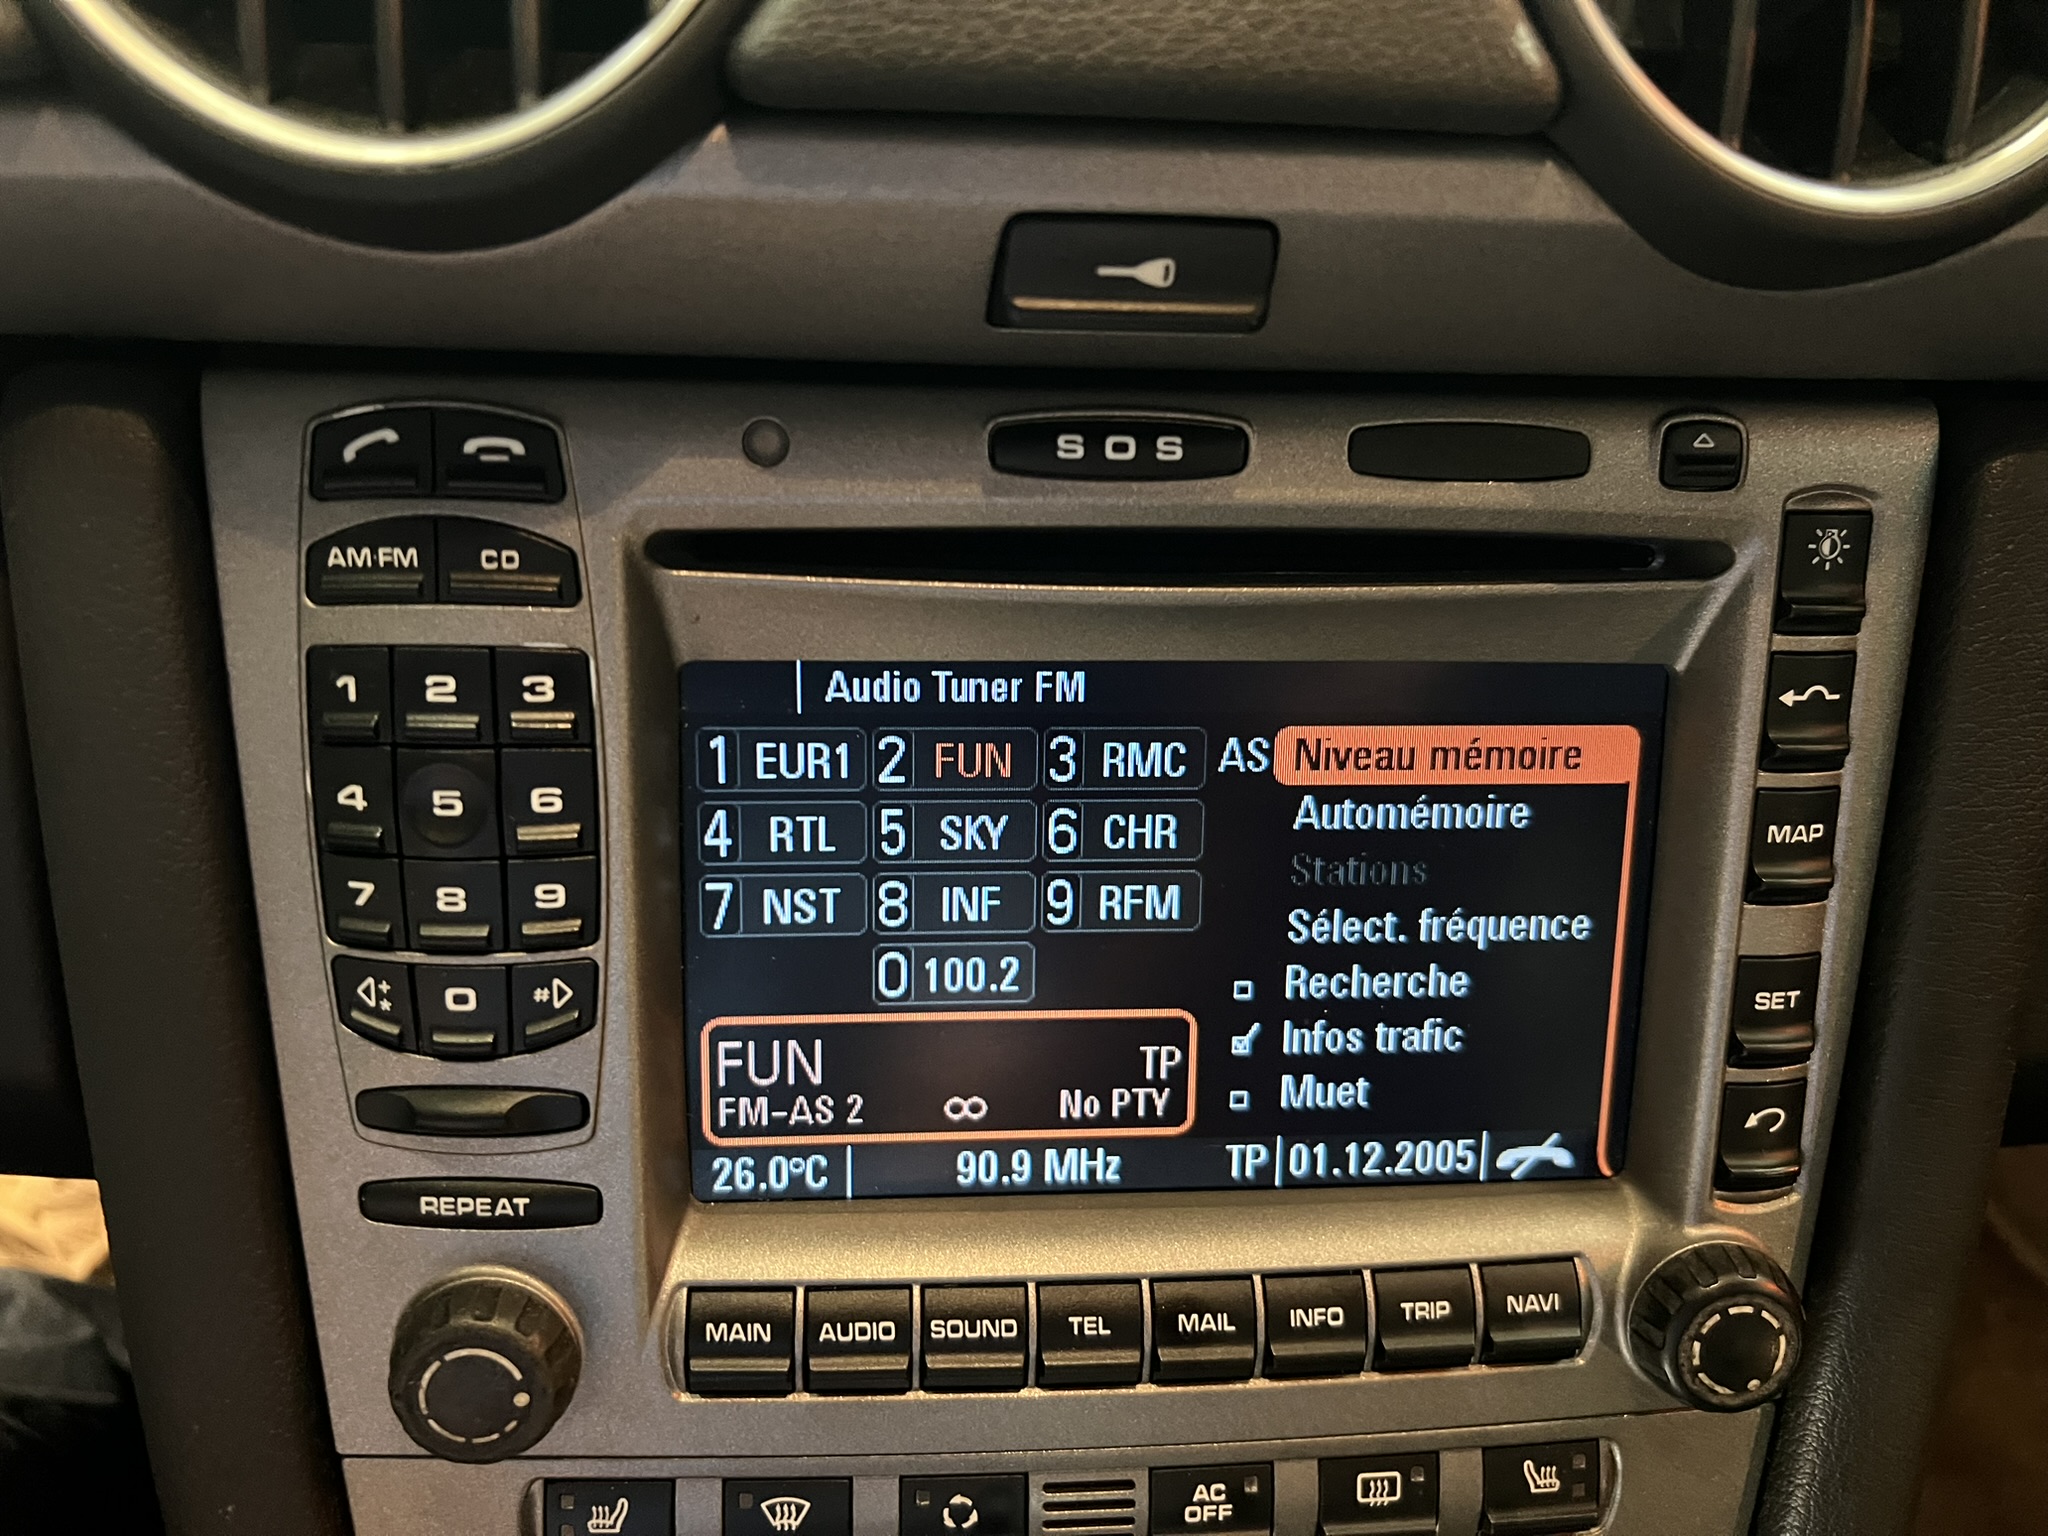 SOS
AM·FM CD
1 2 3
4 5 6
7 8 9
+
* 0 #
REPEAT
Audio Tuner FM
1 EUR1 2 FUN 3 RMC AS Niveau mémoire
4 RTL 5 SKY 6 CHR Automémoire
7 NST 8 INF 9 RFM Stations
Sélect. fréquence
0 100.2 Recherche
FUN TP Infos trafic
FM-AS 2 ∞ No PTY Muet
26.0°C 90.9 MHz TP 01.12.2005
MAP
SET
MAIN AUDIO SOUND TEL MAIL INFO TRIP NAVI
AC
OFF